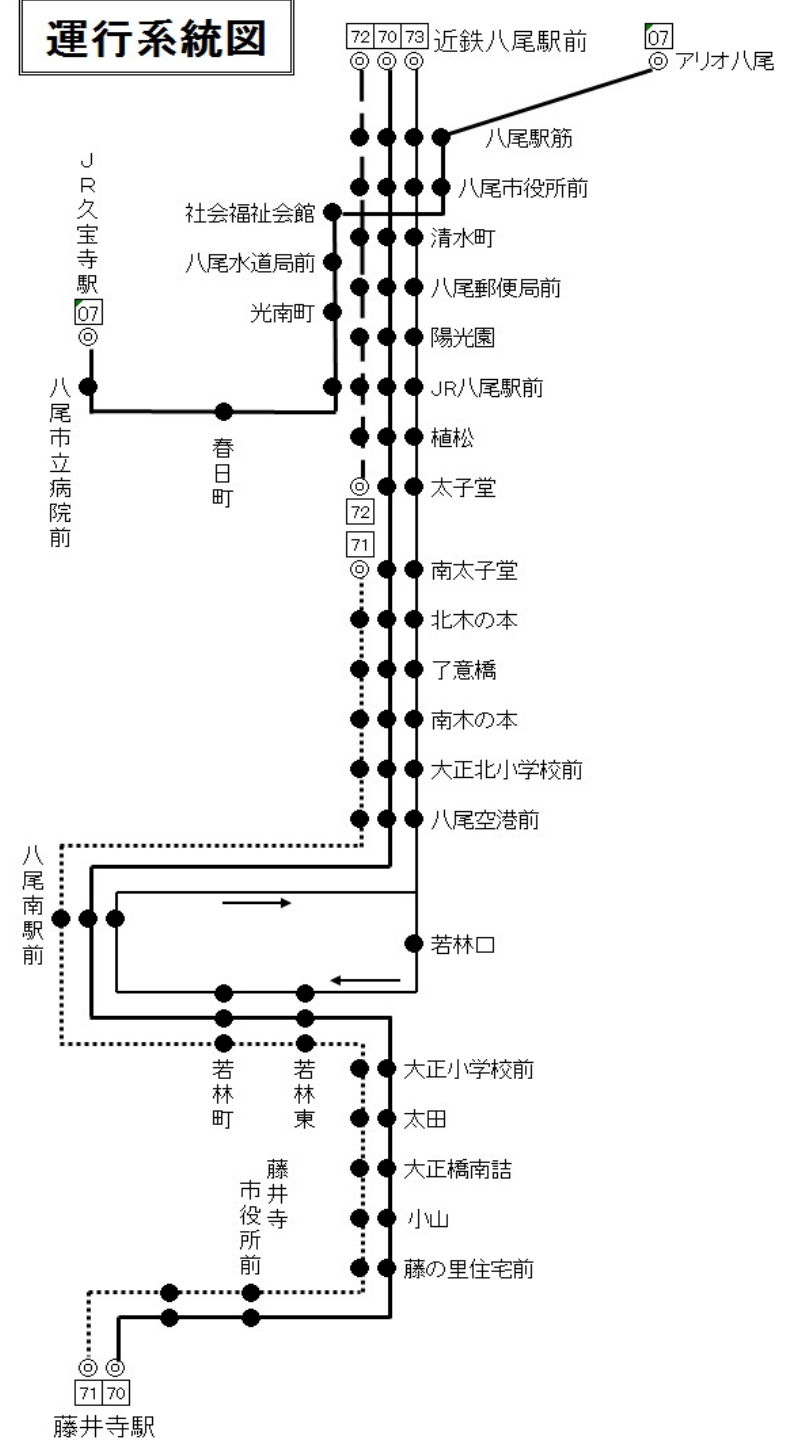 運行系統図
72 70 73 近鉄八尾駅前
07
アリオ八尾
八尾駅筋
八尾市役所前
社会福祉会館
清水町
八尾水道局前
八尾郵便局前
光南町
陽光園
JR久宝寺駅
07
JR八尾駅前
八尾市立病院前
春日町
植松
太子堂
72
71
南太子堂
北木の本
了意橋
南木の本
大正北小学校前
八尾空港前
八尾南駅前
若林口
若林町
若林東
大正小学校前
太田
大正橋南詰
小山
藤の里住宅前
藤井寺
市役所前
71 70
藤井寺駅